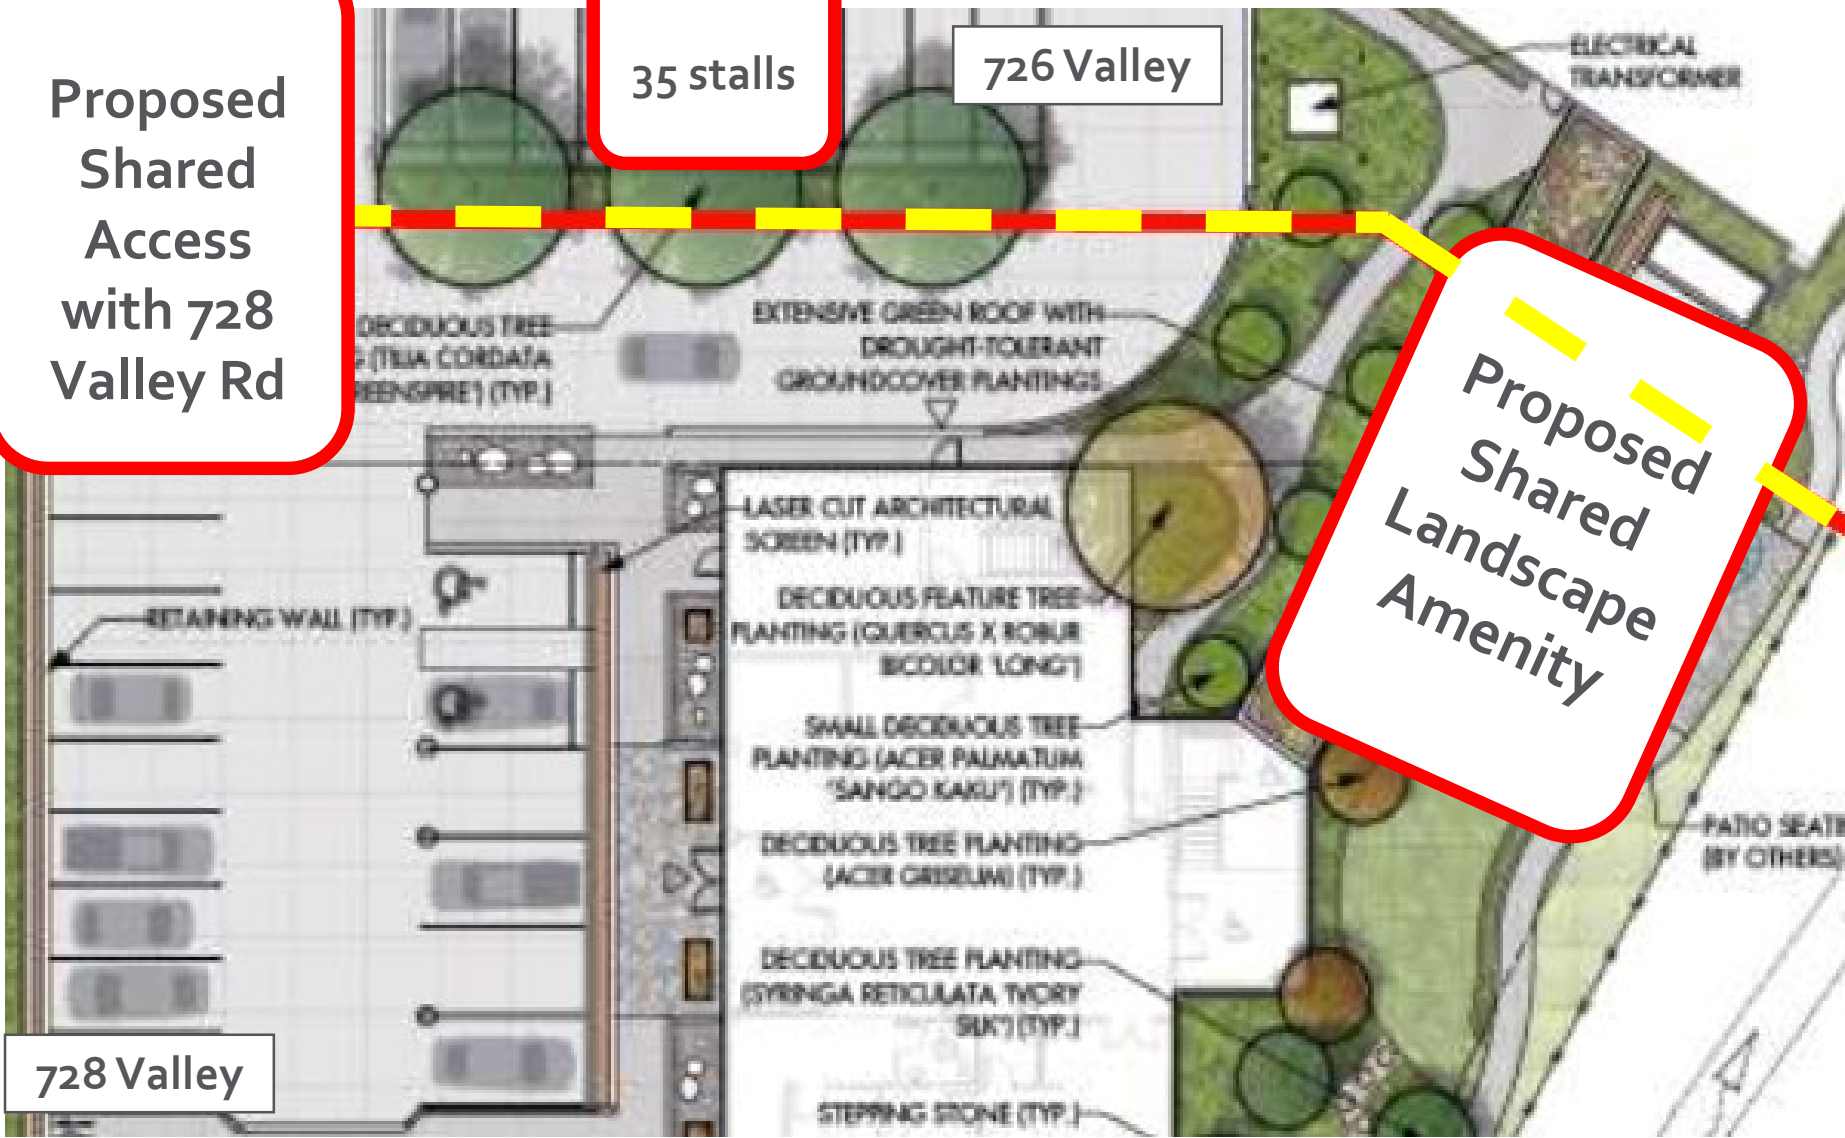 Proposed
Shared
Access
with 728
Valley Rd
35 stalls
726 Valley
ELECTRICAL
TRANSFORMER
DECIDUOUS TREE
(TILIA CORDATA
(TYP.)
EXTENSIVE GREEN ROOF WITH
DROUGHT-TOLERANT
GROUNDCOVER PLANTINGS
Proposed
Shared
Landscape
Amenity
LASER CUT ARCHITECTURAL
SCREEN (TYP.)
RETAINING WALL (TYP.)
DECIDUOUS FEATURE TREE
PLANTING (QUERCUS X ROBUR
BICOLOR 'LONG')
SMALL DECIDUOUS TREE
PLANTING (ACER PALMATUM
'SANGO KAKU') (TYP.)
DECIDUOUS TREE PLANTING
(ACER GRISEUM) (TYP.)
PATIO
(BY OTHERS)
DECIDUOUS TREE PLANTING
(SYRINGA RETICULATA 'IVORY
SILK') (TYP.)
STEPPING STONE (TYP.)
728 Valley